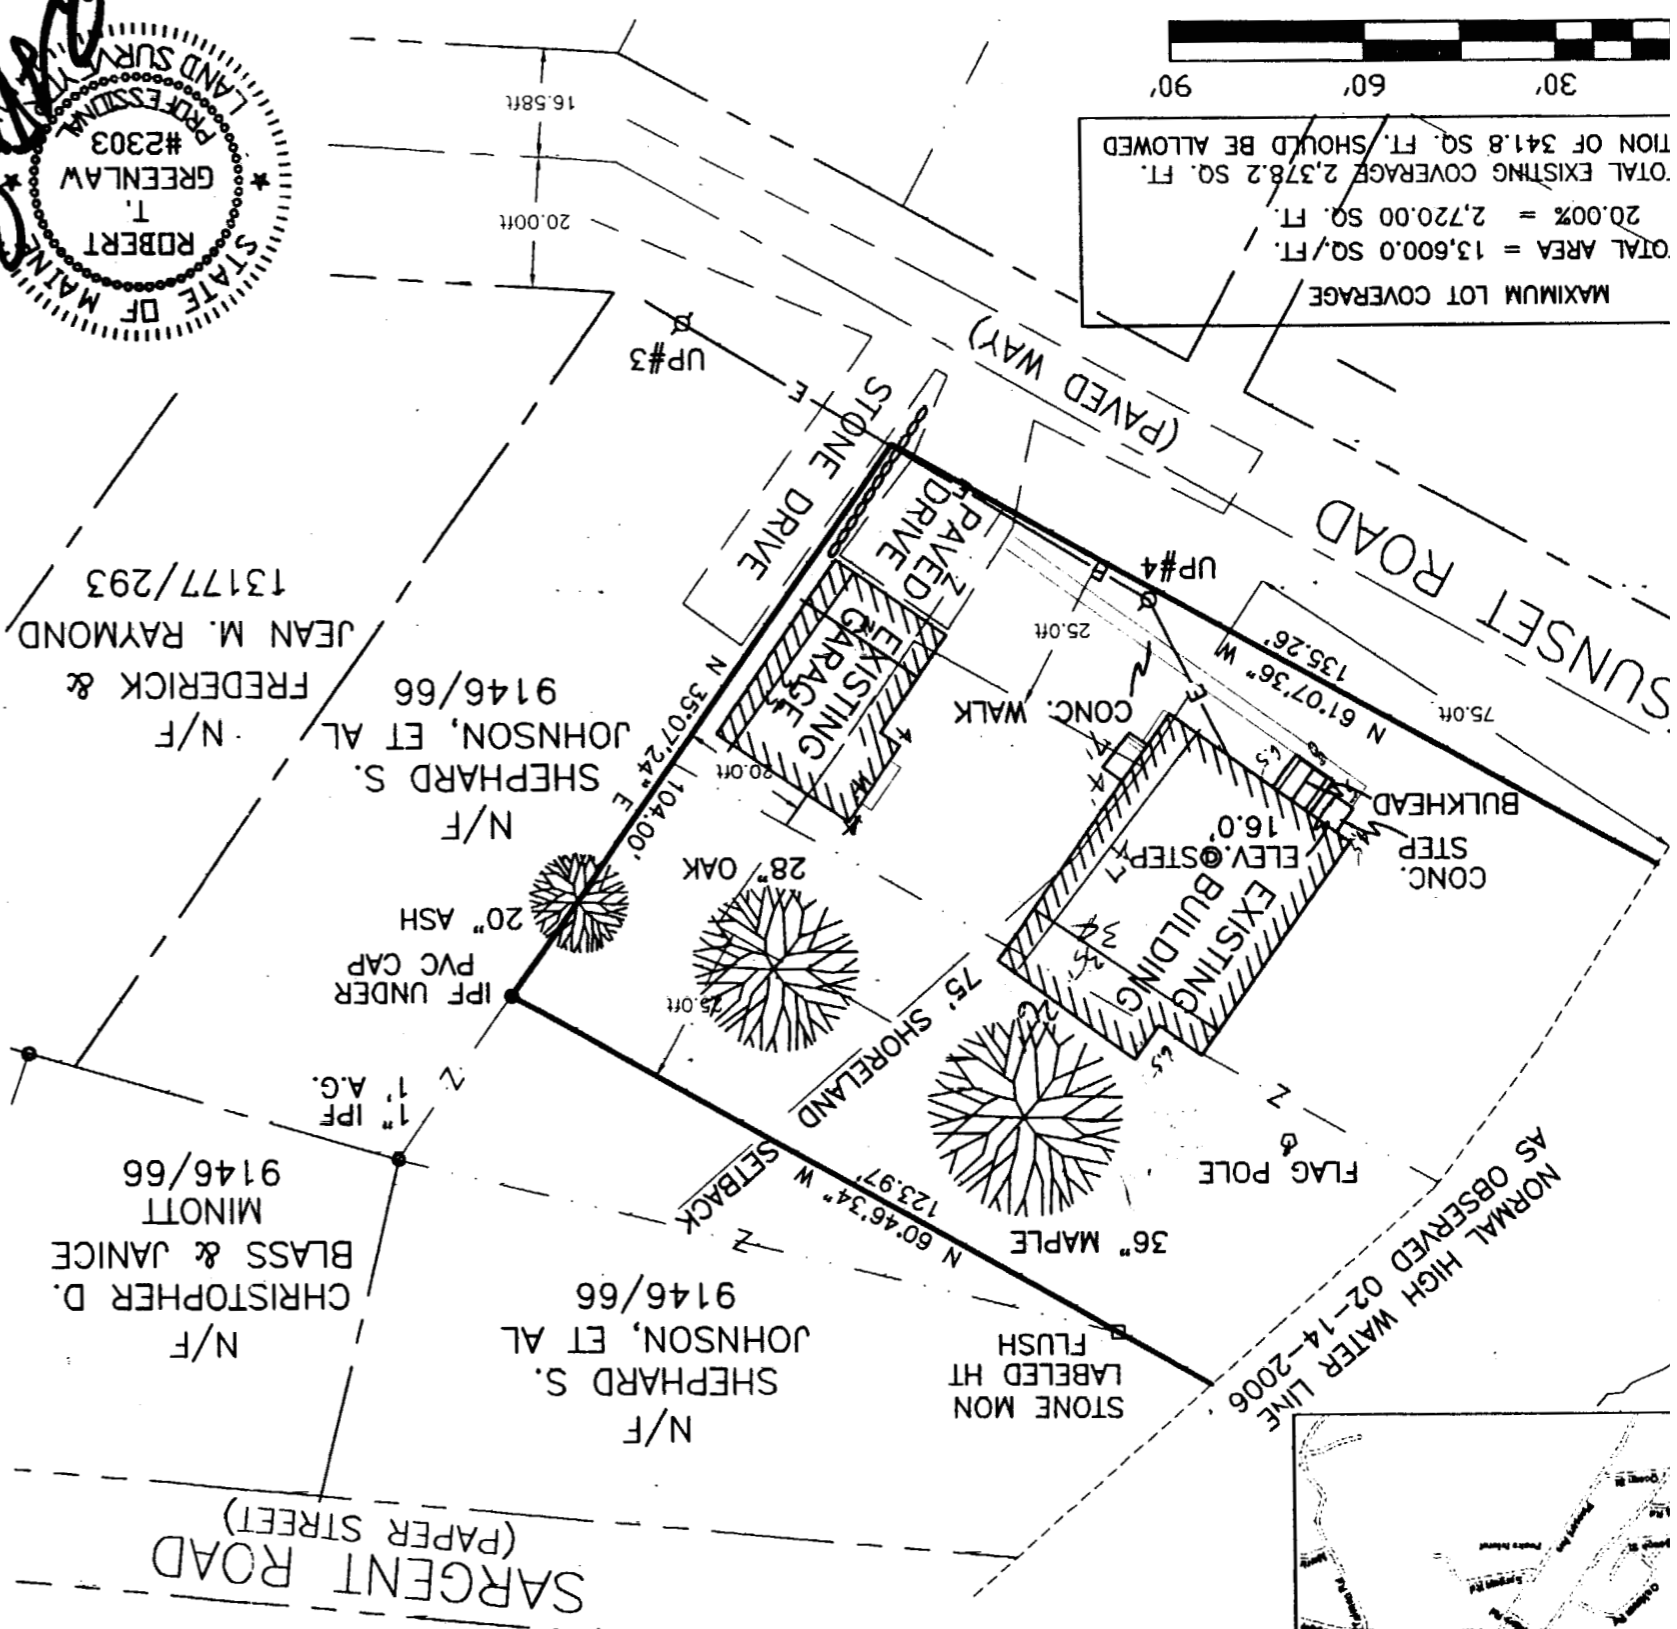 SARGENT ROAD
(PAPER STREET)
N/F
SHEPHARD S.
JOHNSON, ET AL
9146/66
N/F
CHRISTOPHER D.
BLASS & JANICE
MINOTT
9146/66
STONE MON
LABELED HT
FLUSH
NORMAL HIGH WATER LINE
AS OBSERVED 02-14-2006
36" MAPLE
N 60°46'34" W
123.97'
FLAG POLE
75' SHORELAND
SETBACK
1" IPF
1' A.G.
IPF UNDER
PVC CAP
20" ASH
28" OAK
25.0ft
EXISTING
BUILDING
ELEV.@STEP
16.0'
CONC.
STEP
BULKHEAD
N/F
SHEPHARD S.
JOHNSON, ET AL
9146/66
N/F
FREDERICK &
JEAN M. RAYMOND
13177/293
N 35°07'24" E
104.00'
20.0ft
EXISTING
GARAGE
CONC. WALK
25.0ft
75.0ft
N 61°07'36" W
135.26'
UP#4
PAVED
DRIVE
STONE DRIVE
UP#3
SUNSET ROAD
(PAVED WAY)
20.00ft
16.58ft
MAXIMUM LOT COVERAGE
TOTAL AREA = 13,600.0 SQ. FT.
20.00% = 2,720.00 SQ. FT.
TOTAL EXISTING COVERAGE 2,378.2 SQ. FT.
TION OF 341.8 SQ. FT. SHOULD BE ALLOWED
30' 60' 90'
STATE OF MAINE
ROBERT
T.
GREENLAW
#2303
PROFESSIONAL
LAND SURVEYOR